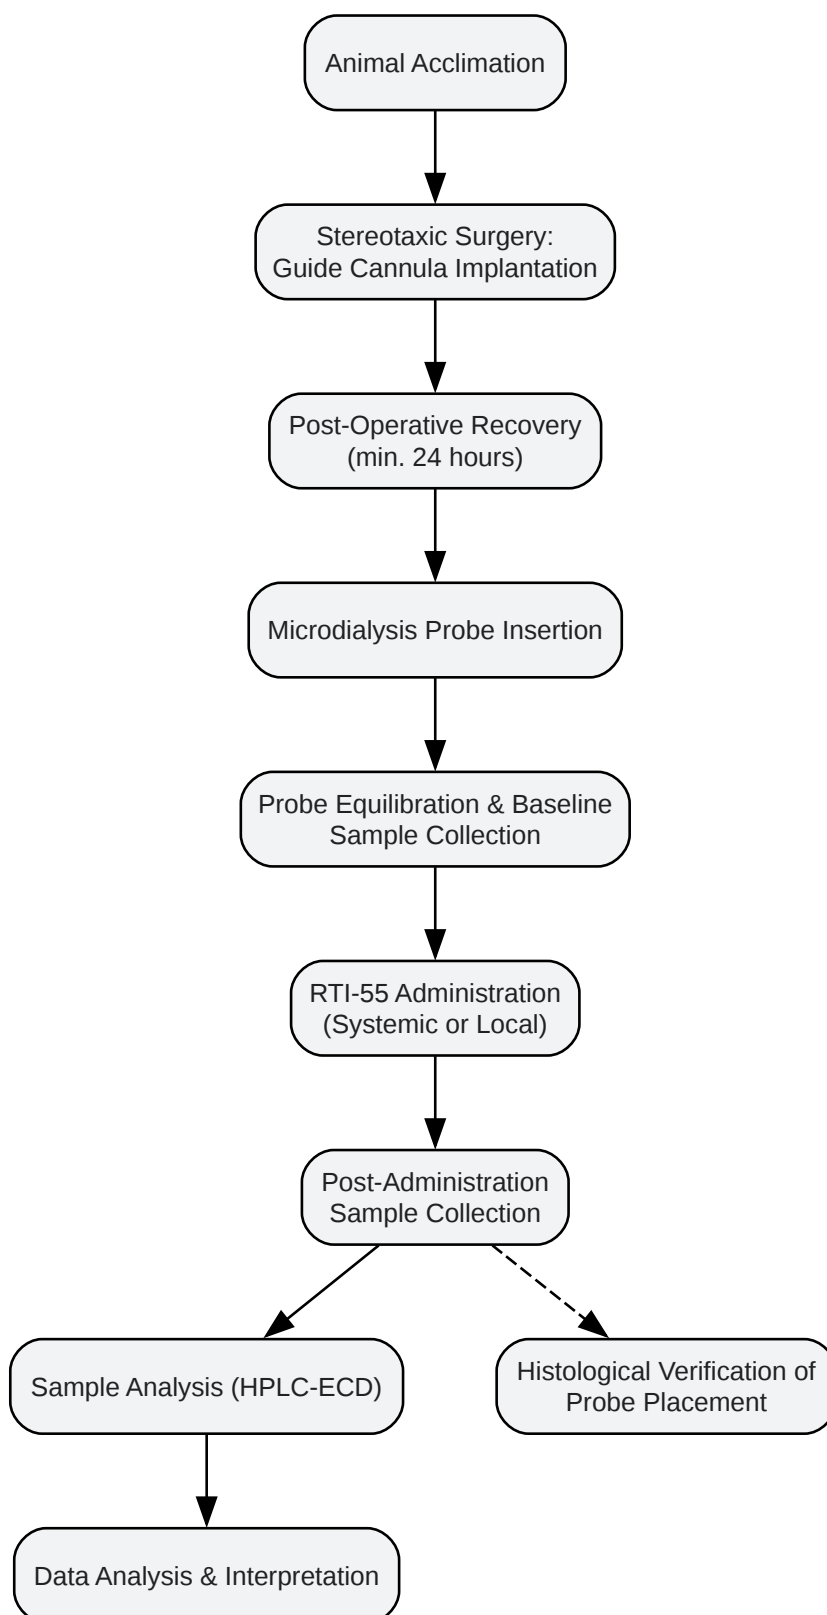 Animal Acclimation
Stereotaxic Surgery:
Guide Cannula Implantation
Post-Operative Recovery
(min. 24 hours)
Microdialysis Probe Insertion
Probe Equilibration & Baseline
Sample Collection
RTI-55 Administration
(Systemic or Local)
Post-Administration
Sample Collection
Sample Analysis (HPLC-ECD)
Histological Verification of
Probe Placement
Data Analysis & Interpretation